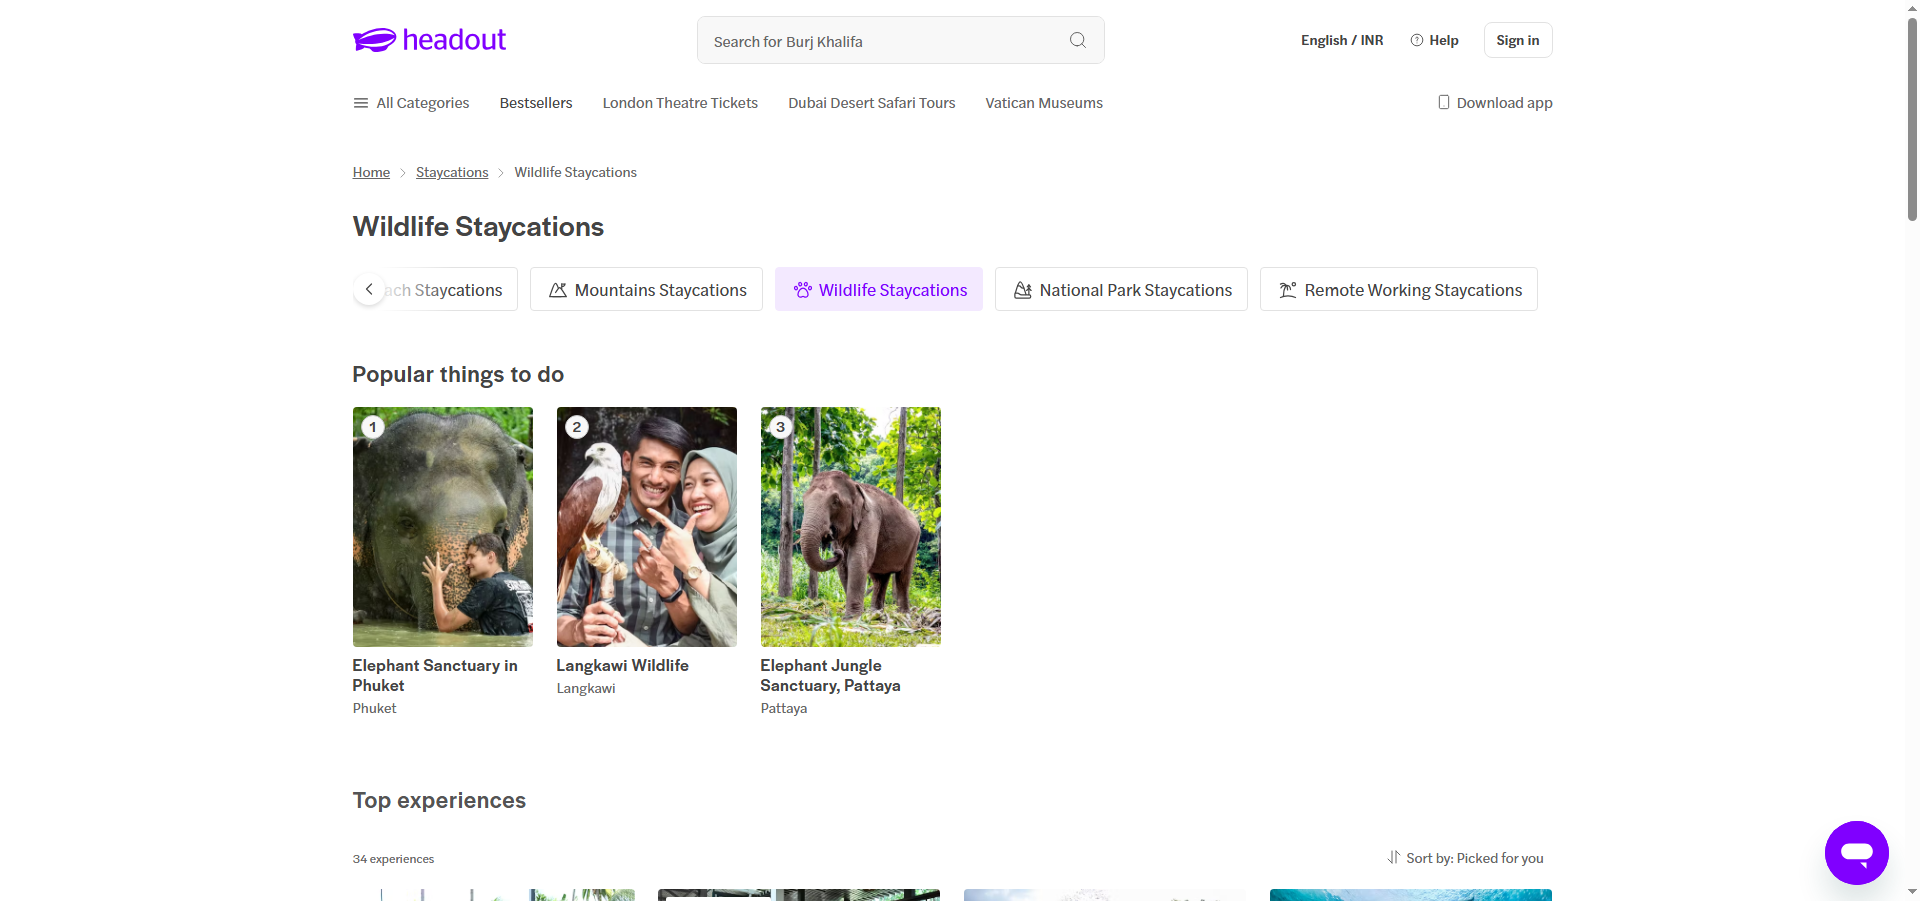 headout
Search for Burj Khalifa
English / INR
Help
Sign in
All Categories
Bestsellers
London Theatre Tickets
Dubai Desert Safari Tours
Vatican Museums
Download app
Home
Staycations
Wildlife Staycations
Wildlife Staycations
Staycations
Mountains Staycations
Wildlife Staycations
National Park Staycations
Remote Working Staycations
Popular things to do
1
2
3
Elephant Sanctuary in
Phuket
Phuket
Langkawi Wildlife
Langkawi
Elephant Jungle
Sanctuary, Pattaya
Pattaya
Top experiences
34 experiences
Sort by: Picked for you